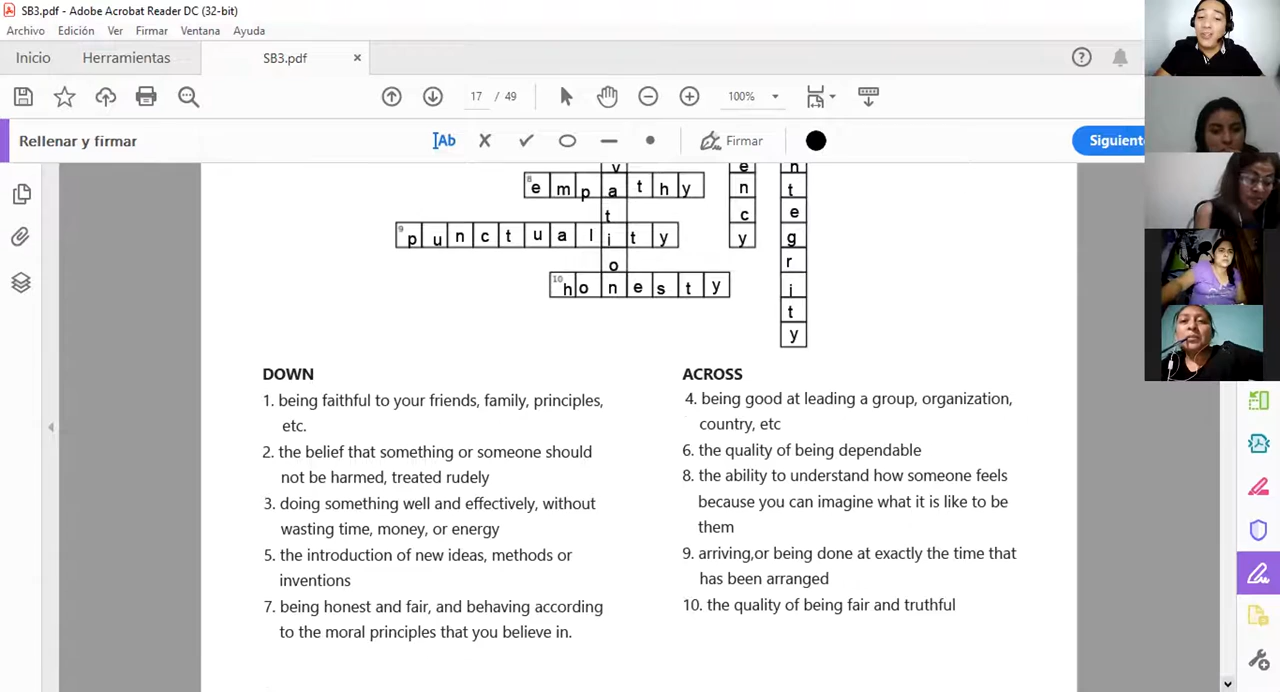 SB3.pdf - Adobe Acrobat Reader DC (32-bit)
Archivo Edición Ver Firmar Ventana Ayuda
Inicio Herramientas SB3.pdf ×
17 / 49 100%
Rellenar y firmar Ab Firmar Siguiente
v e n
8 e m p a t h y n t
t c e
9 p u n c t u a l i t y y g
o r
10 h o n e s t y i
t
y
DOWN
1. being faithful to your friends, family, principles,
etc.
2. the belief that something or someone should
not be harmed, treated rudely
3. doing something well and effectively, without
wasting time, money, or energy
5. the introduction of new ideas, methods or
inventions
7. being honest and fair, and behaving according
to the moral principles that you believe in.
ACROSS
4. being good at leading a group, organization,
country, etc
6. the quality of being dependable
8. the ability to understand how someone feels
because you can imagine what it is like to be
them
9. arriving,or being done at exactly the time that
has been arranged
10. the quality of being fair and truthful